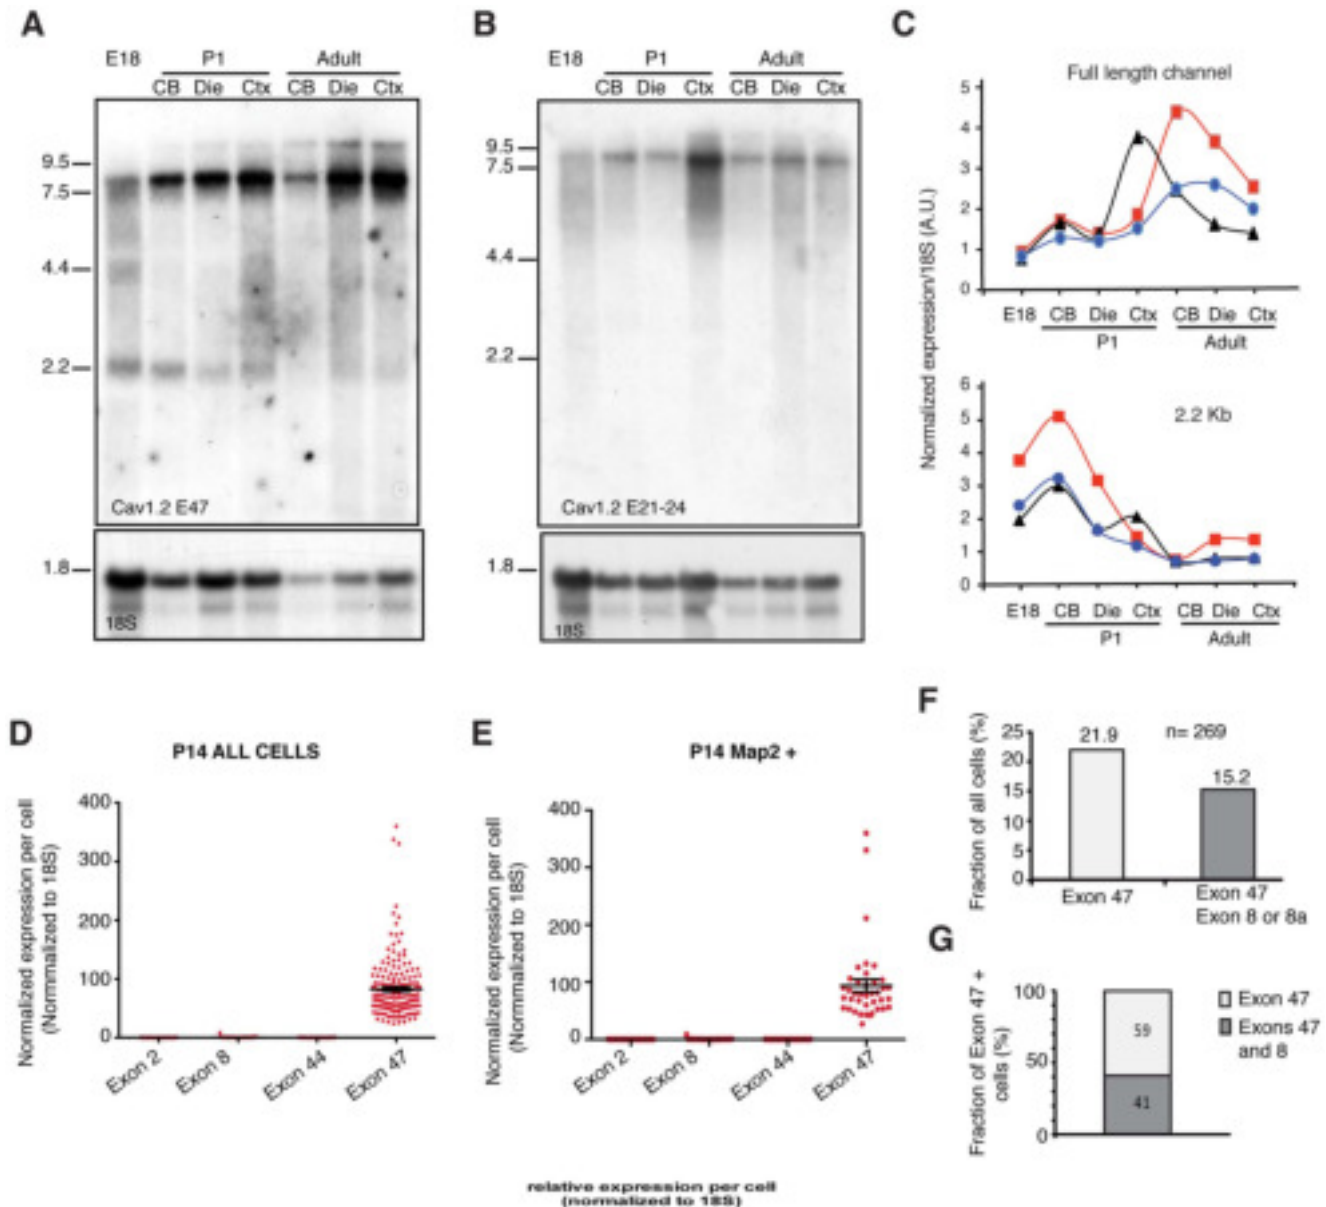 A
E18 P1 Adult
CB Die Ctx CB Die Ctx
9.5
7.5
4.4
2.2
Cav1.2 E47
1.8
18S
B
E18 P1 Adult
CB Die Ctx CB Die Ctx
9.5
7.5
4.4
2.2
Cav1.2 E21-24
1.8
18S
C
Normalized expression/18S (A.U.)
Full length channel
5
4
3
2
1
0
E18 CB Die Ctx CB Die Ctx
P1 Adult
2.2 Kb
6
5
4
3
2
1
0
E18 CB Die Ctx CB Die Ctx
P1 Adult
D
P14 ALL CELLS
Normalized expression per cell
(Nommalized to 18S)
400
300
200
100
0
Exon 2 Exon 8 Exon 44 Exon 47
E
P14 Map2 +
Normalized expression per cell
(Nommalized to 18S)
400
300
200
100
0
Exon 2 Exon 8 Exon 44 Exon 47
relative expression per cell
(normalized to 18S)
F
Fraction of all cells (%)
25
20
15
10
5
0
21.9
n= 269
15.2
Exon 47
Exon 47
Exon 8 or 8a
G
Fraction of Exon 47 +
cells (%)
100
50
0
59
41
Exon 47
Exons 47
and 8